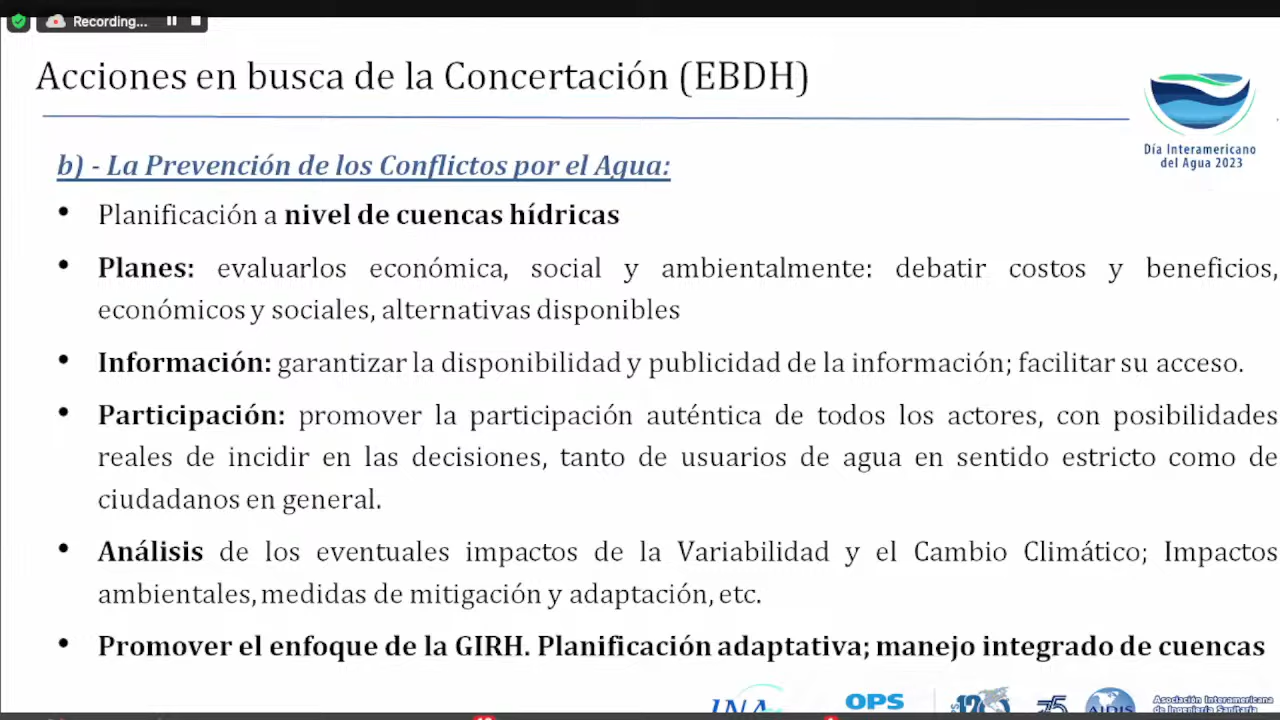 Recording...
Acciones en busca de la Concertación (EBDH)
Día Interamericano
del Agua 2023
b) - La Prevención de los Conflictos por el Agua:
• Planificación a nivel de cuencas hídricas
• Planes: evaluarlos económica, social y ambientalmente: debatir costos y beneficios,
económicos y sociales, alternativas disponibles
• Información: garantizar la disponibilidad y publicidad de la información; facilitar su acceso.
• Participación: promover la participación auténtica de todos los actores, con posibilidades
reales de incidir en las decisiones, tanto de usuarios de agua en sentido estricto como de
ciudadanos en general.
• Análisis de los eventuales impactos de la Variabilidad y el Cambio Climático; Impactos
ambientales, medidas de mitigación y adaptación, etc.
• Promover el enfoque de la GIRH. Planificación adaptativa; manejo integrado de cuencas
INA
OPS
120
75
AIDIS
Asociación Interamericana
de Ingeniería Sanitaria